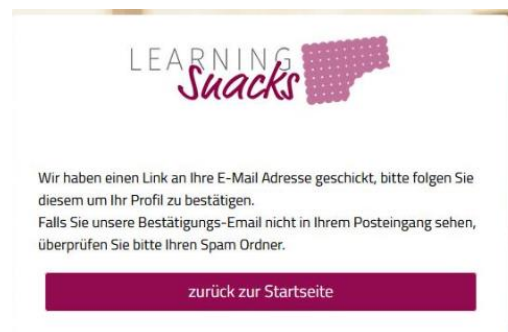 LEARNING
Snacks
Wir haben einen Link an Ihre E-Mail Adresse geschickt, bitte folgen Sie
diesem um Ihr Profil zu bestätigen.
Falls Sie unsere Bestätigungs-Email nicht in Ihrem Posteingang sehen,
überprüfen Sie bitte Ihren Spam Ordner.
zurück zur Startseite